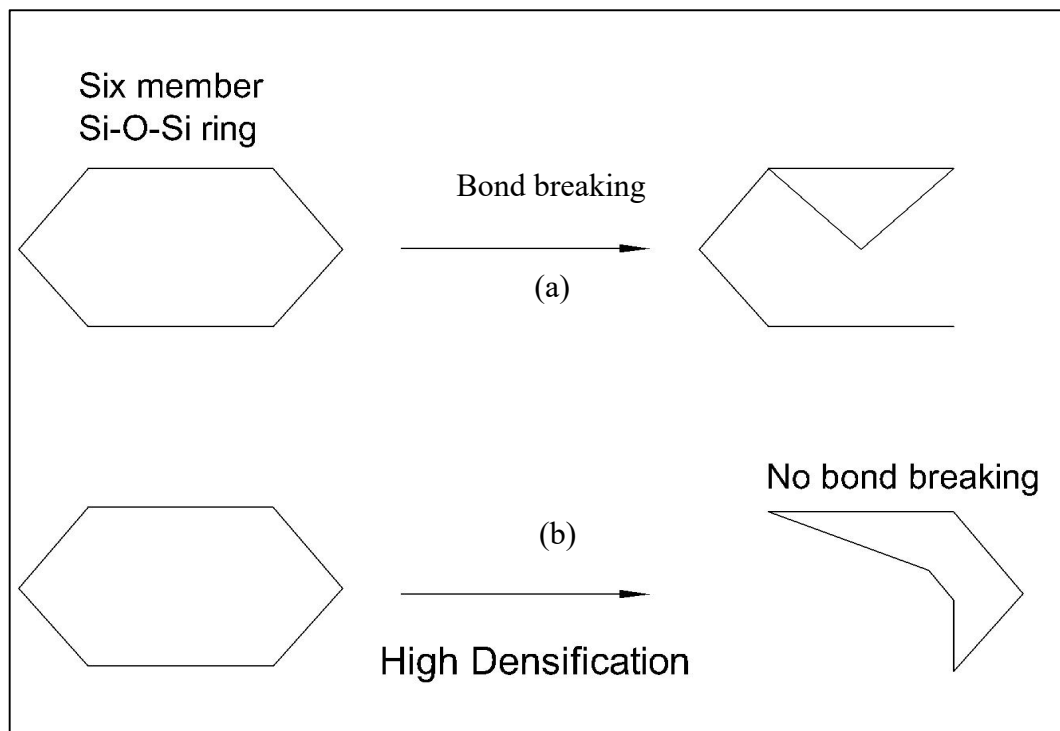 Six member
Si-O-Si ring
Bond breaking
(a)
No bond breaking
(b)
High Densification